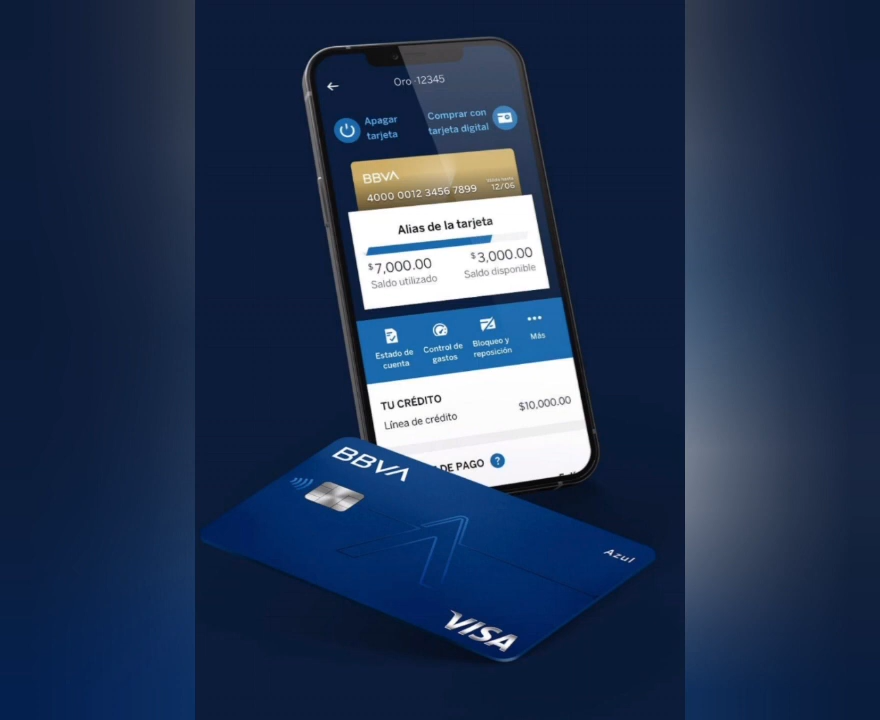 Oro ·12345
Apagar
tarjeta
Comprar con
tarjeta digital
BBVA
4000 0012 3456 7899
12/06
Alias de la tarjeta
$7,000.00
$3,000.00
Saldo utilizado
Saldo disponible
Estado de
cuenta
Control de
gastos
Bloqueo y
reposición
Más
TU CRÉDITO
Línea de crédito
$10,000.00
DE PAGO ?
BBVA
Azul
VISA